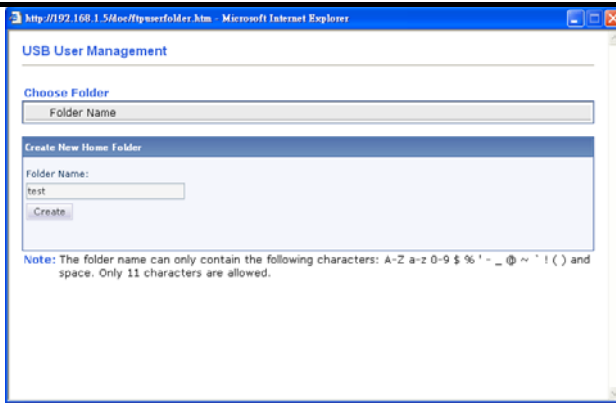 http://192.168.1.5/doc/ftpuserfolder.htm - Microsoft Internet Explorer
USB User Management
Choose Folder
Folder Name
Create New Home Folder
Folder Name:
test
Create
Note: The folder name can only contain the following characters: A-Z a-z 0-9 $ % ' - _ @ ~ ` ! ( ) and
space. Only 11 characters are allowed.